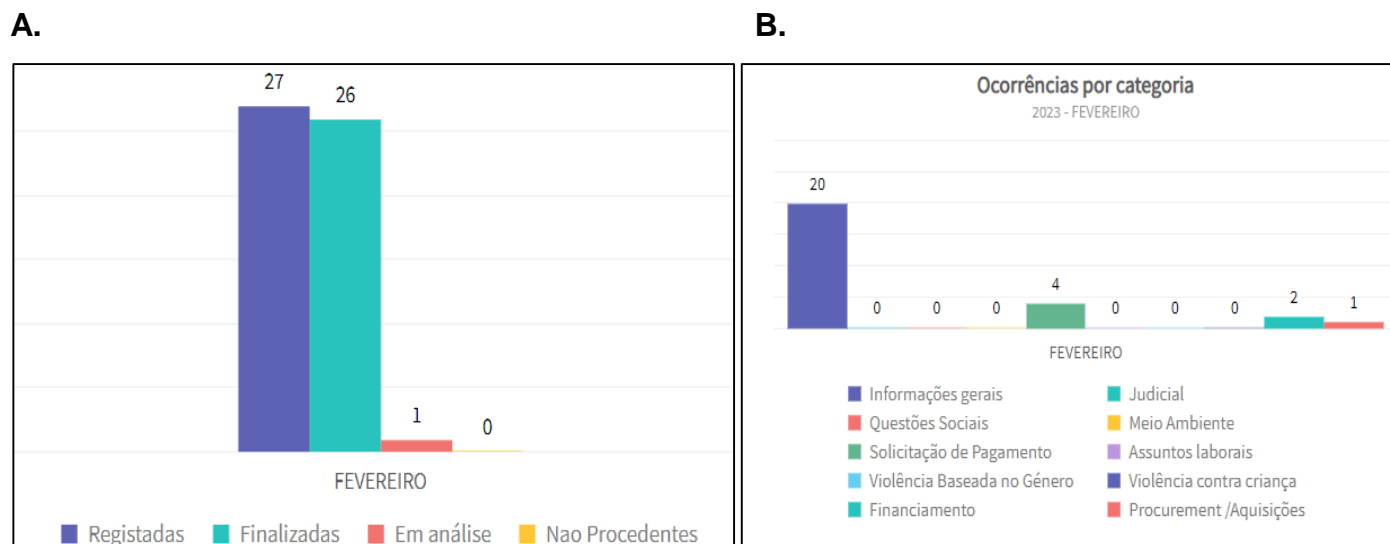 A.
27
26
1
0
FEVEREIRO
Registadas Finalizadas Em análise Nao Procedentes
B.
Ocorrências por categoria
2023 - FEVEREIRO
20
0 0 0 4 0 0 0 2 1
FEVEREIRO
Informações gerais Judicial
Questões Sociais Meio Ambiente
Solicitação de Pagamento Assuntos laborais
Violência Baseada no Género Violência contra criança
Financiamento Procurement /Aquisições